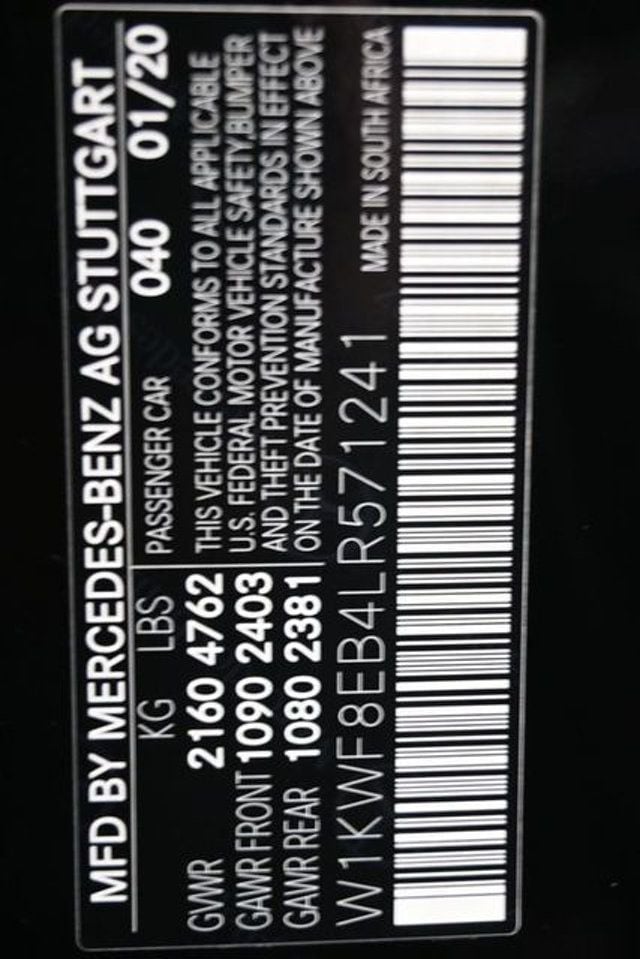 MFD BY MERCEDES-BENZ AG STUTTGART
KG LBS PASSENGER CAR 040 01/20
GVWR 2160 4762 THIS VEHICLE CONFORMS TO ALL APPLICABLE
GAWR FRONT 1090 2403 U.S. FEDERAL MOTOR VEHICLE SAFETY,BUMPER
GAWR REAR 1080 2381 AND THEFT PREVENTION STANDARDS IN EFFECT
ON THE DATE OF MANUFACTURE SHOWN ABOVE
W1KWF8EB4LR571241 MADE IN SOUTH AFRICA